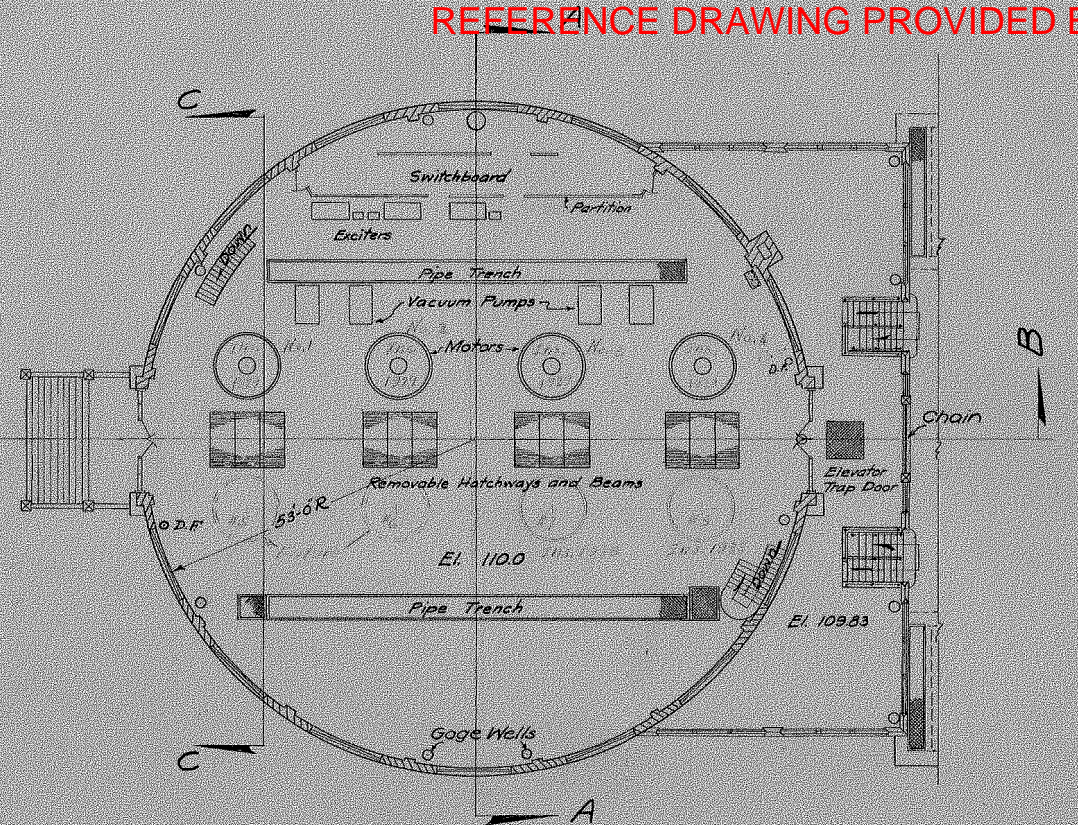 REFERENCE DRAWING PROVIDED B
A
C
Switchboard
Partition
Exciters
Down
Pipe Trench
Vacuum Pumps
No.1
Motors
No.4
D.F.
B
Chain
Elevator
Trap Door
Removable Hatchways and Beams
53'-0"R
D.F.
El. 110.0
Down
Pipe Trench
El. 109.83
Gage Wells
C
A